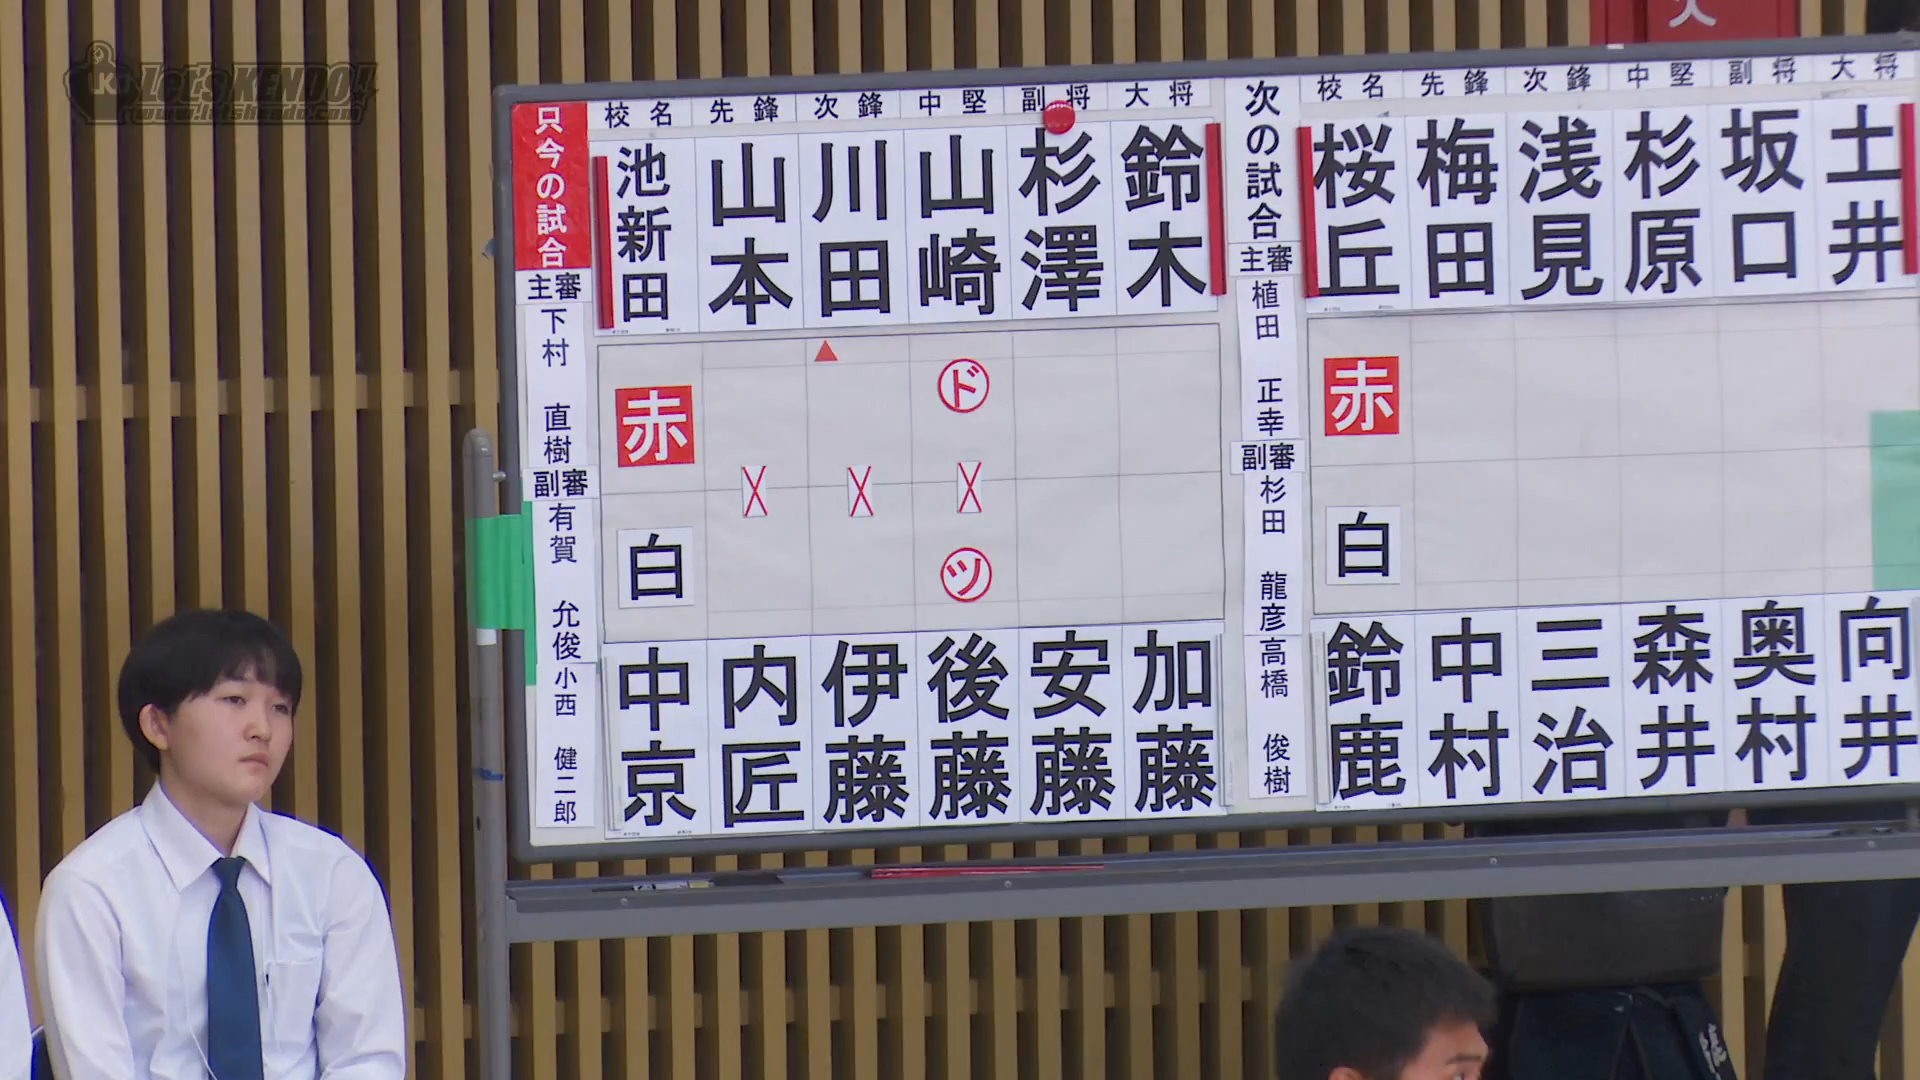 Let's KENDO!
www.letskendo.com
只今の試合
校名 先鋒 次鋒 中堅 副将 大将
池新田 山本 川田 山崎 杉澤 鈴木
赤
ド
白
ツ
中京 内匠 伊藤 後藤 安藤 加藤
主審
下村 直樹
副審
有賀 允俊
小西 健二郎
次の試合
校名 先鋒 次鋒 中堅 副将 大将
桜丘 梅田 浅見 杉原 坂口 土井
赤
白
鈴鹿 中村 三治 森井 奥村 向井
主審
植田 正幸
副審
杉田 龍彦
高橋 俊樹